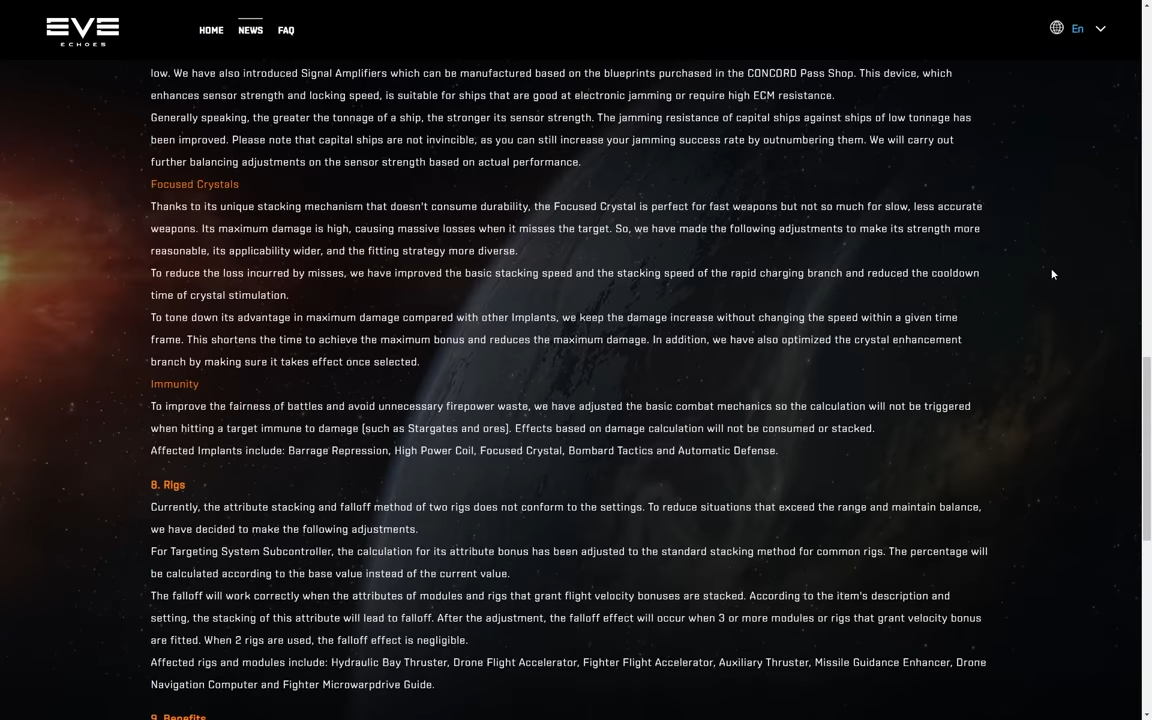 EVE
ECHOES
HOME NEWS FAQ
En
low. We have also introduced Signal Amplifiers which can be manufactured based on the blueprints purchased in the CONCORD Pass Shop. This device, which
enhances sensor strength and locking speed, is suitable for ships that are good at electronic jamming or require high ECM resistance.
Generally speaking, the greater the tonnage of a ship, the stronger its sensor strength. The jamming resistance of capital ships against ships of low tonnage has
been improved. Please note that capital ships are not invincible, as you can still increase your jamming success rate by outnumbering them. We will carry out
further balancing adjustments on the sensor strength based on actual performance.
Focused Crystals
Thanks to its unique stacking mechanism that doesn't consume durability, the Focused Crystal is perfect for fast weapons but not so much for slow, less accurate
weapons. Its maximum damage is high, causing massive losses when it misses the target. So, we have made the following adjustments to make its strength more
reasonable, its applicability wider, and the fitting strategy more diverse.
To reduce the loss incurred by misses, we have improved the basic stacking speed and the stacking speed of the rapid charging branch and reduced the cooldown
time of crystal stimulation.
To tone down its advantage in maximum damage compared with other Implants, we keep the damage increase without changing the speed within a given time
frame. This shortens the time to achieve the maximum bonus and reduces the maximum damage. In addition, we have also optimized the crystal enhancement
branch by making sure it takes effect once selected.
Immunity
To improve the fairness of battles and avoid unnecessary firepower waste, we have adjusted the basic combat mechanics so the calculation will not be triggered
when hitting a target immune to damage (such as Stargates and ores). Effects based on damage calculation will not be consumed or stacked.
Affected Implants include: Barrage Repression, High Power Coil, Focused Crystal, Bombard Tactics and Automatic Defense.
8. Rigs
Currently, the attribute stacking and falloff method of two rigs does not conform to the settings. To reduce situations that exceed the range and maintain balance,
we have decided to make the following adjustments.
For Targeting System Subcontroller, the calculation for its attribute bonus has been adjusted to the standard stacking method for common rigs. The percentage will
be calculated according to the base value instead of the current value.
The falloff will work correctly when the attributes of modules and rigs that grant flight velocity bonuses are stacked. According to the item's description and
setting, the stacking of this attribute will lead to falloff. After the adjustment, the falloff effect will occur when 3 or more modules or rigs that grant velocity bonus
are fitted. When 2 rigs are used, the falloff effect is negligible.
Affected rigs and modules include: Hydraulic Bay Thruster, Drone Flight Accelerator, Fighter Flight Accelerator, Auxiliary Thruster, Missile Guidance Enhancer, Drone
Navigation Computer and Fighter Microwarpdrive Guide.
9. Benefits